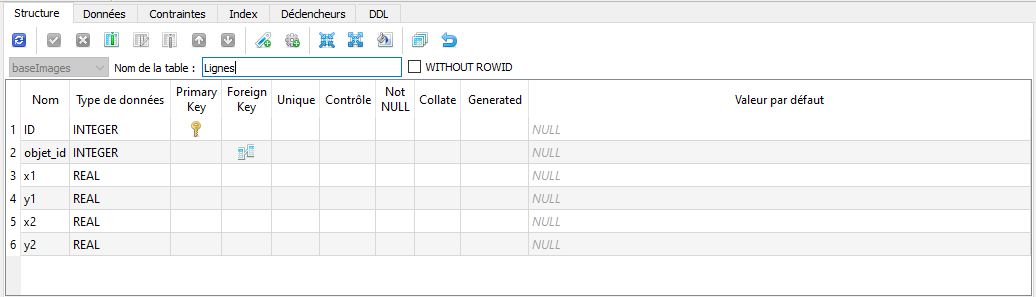 Structure Données Contraintes Index Déclencheurs DDL
baseImages Nom de la table : Lignes WITHOUT ROWID
Nom Type de données Primary Key Foreign Key Unique Contrôle Not NULL Collate Generated Valeur par défaut
1 ID INTEGER NULL
2 objet_id INTEGER NULL
3 x1 REAL NULL
4 y1 REAL NULL
5 x2 REAL NULL
6 y2 REAL NULL